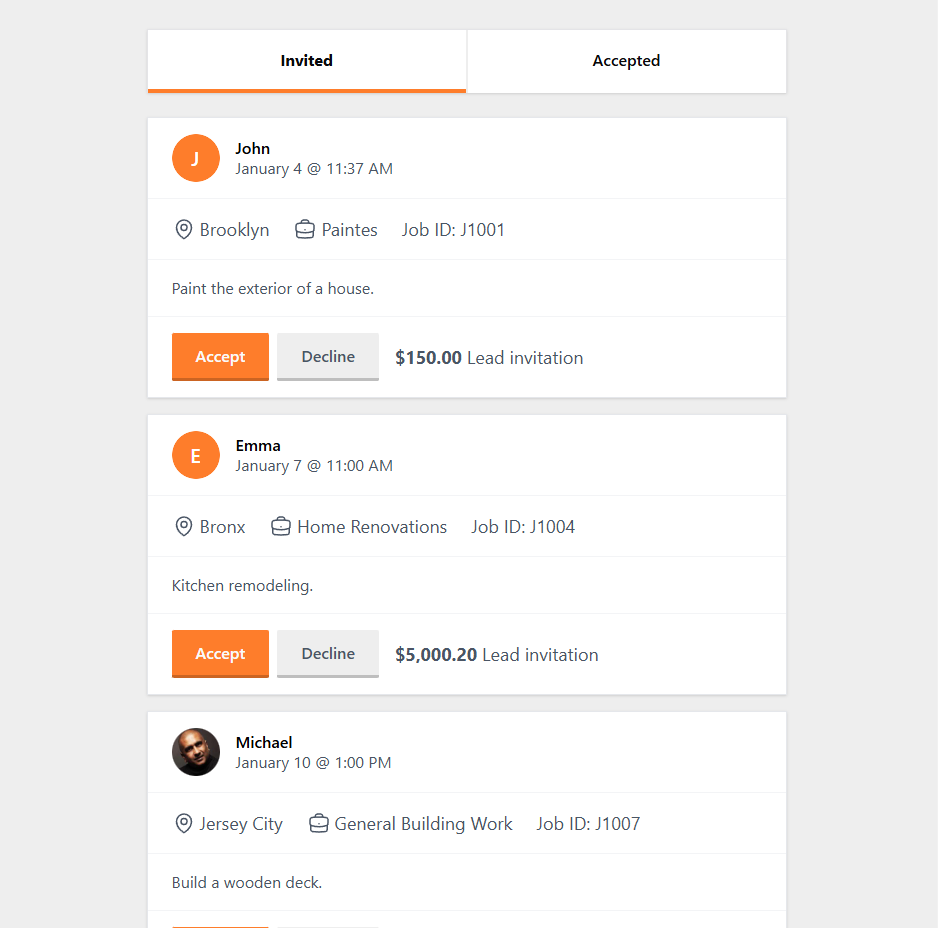 Invited
Accepted
J
John
January 4 @ 11:37 AM
Brooklyn Paintes Job ID: J1001
Paint the exterior of a house.
Accept Decline $150.00 Lead invitation
E
Emma
January 7 @ 11:00 AM
Bronx Home Renovations Job ID: J1004
Kitchen remodeling.
Accept Decline $5,000.20 Lead invitation
Michael
January 10 @ 1:00 PM
Jersey City General Building Work Job ID: J1007
Build a wooden deck.